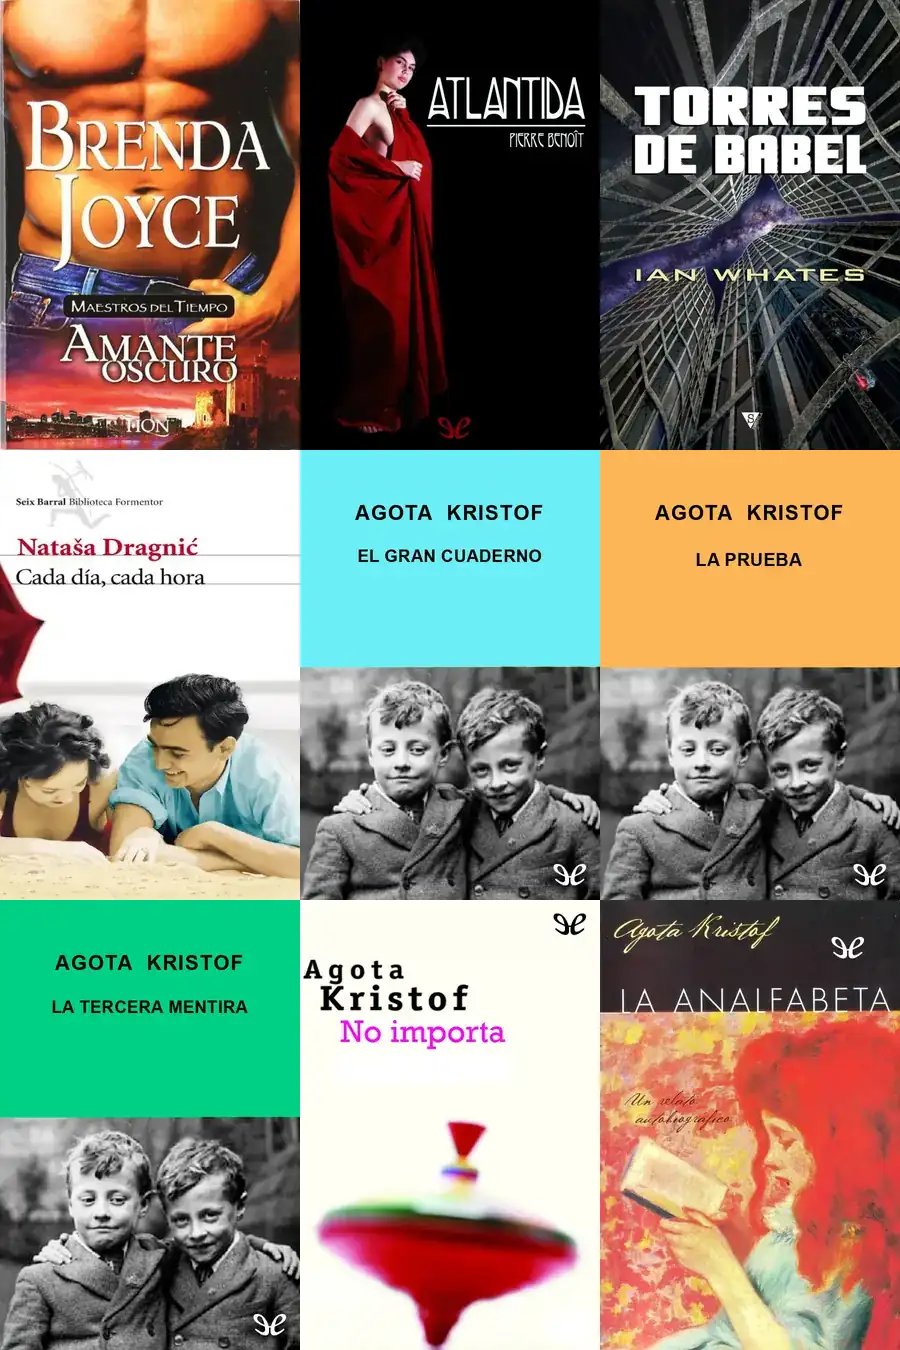 BRENDA
JOYCE
MAESTROS DEL TIEMPO
AMANTE
OSCURO
ATLANTIDA
PIERRE BENOÎT
TORRES
DE BABEL
IAN WHATES
S
Seix Barral Biblioteca Formentor
Nataša Dragnić
Cada día, cada hora
AGOTA KRISTOF
EL GRAN CUADERNO
AGOTA KRISTOF
LA PRUEBA
AGOTA KRISTOF
LA TERCERA MENTIRA
Agota
Kristof
No importa
Agota Kristof
LA ANALFABETA
Un relato
autobiográfico